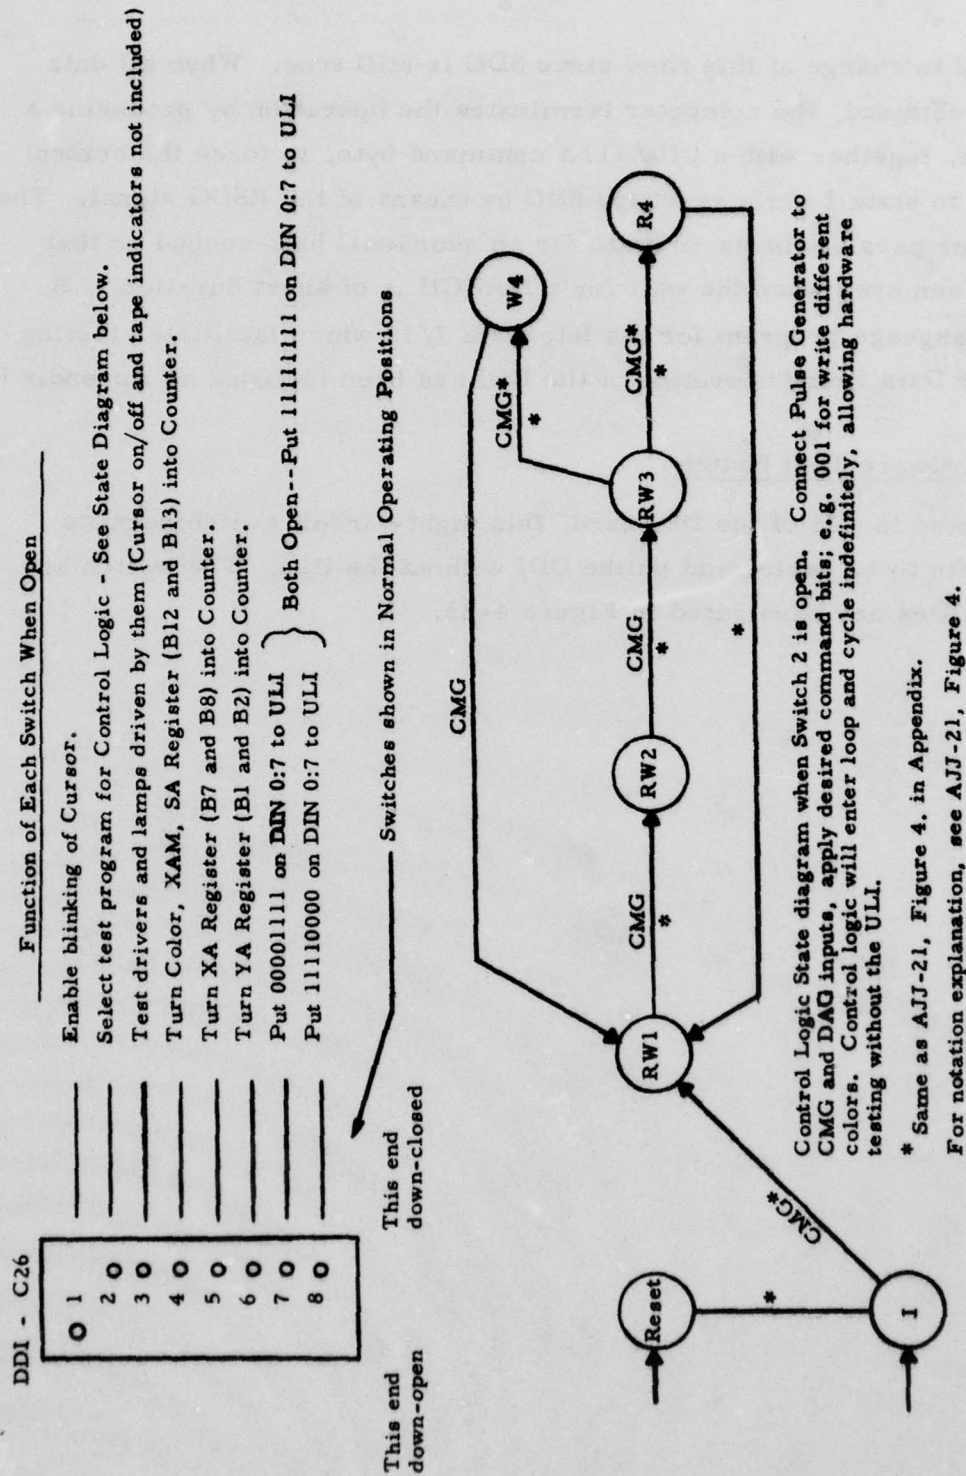 Function of Each Switch When Open
DD1 - C26
1 Enable blinking of Cursor.
2 Select test program for Control Logic - See State Diagram below.
3 Test drivers and lamps driven by them(Cursor on/off and tape indicators not included)
4 Turn Color, XAM, SA Register (B12 and B13) into Counter.
5 Turn XA Register (B7 and B8) into Counter.
6 Turn YA Register (B1 and B2) into Counter.
7 Put 00001111 on DIN 0:7 to ULI
8 Put 11110000 on DIN 0:7 to ULI
Both Open--Put 11111111 on DIN 0:7 to ULI
This end
down-open
This end
down-closed
Switches shown in Normal Operating Positions
Reset
*
I
CMG*
RW1
CMG
*
RW2
CMG
*
RW3
CMG*
*
W4
CMG*
*
R4
CMG
*
Control Logic State diagram when Switch 2 is open. Connect Pulse Generator to
CMG and DAG inputs, apply desired command bit; e.g. 001 for write different
colors. Control logic will enter loop and cycle indefinitely, allowing hardware
testing without the ULI.
* Same as AJJ-21, Figure 4. in Appendix.
For notation explanation, see AJJ-21, Figure 4.